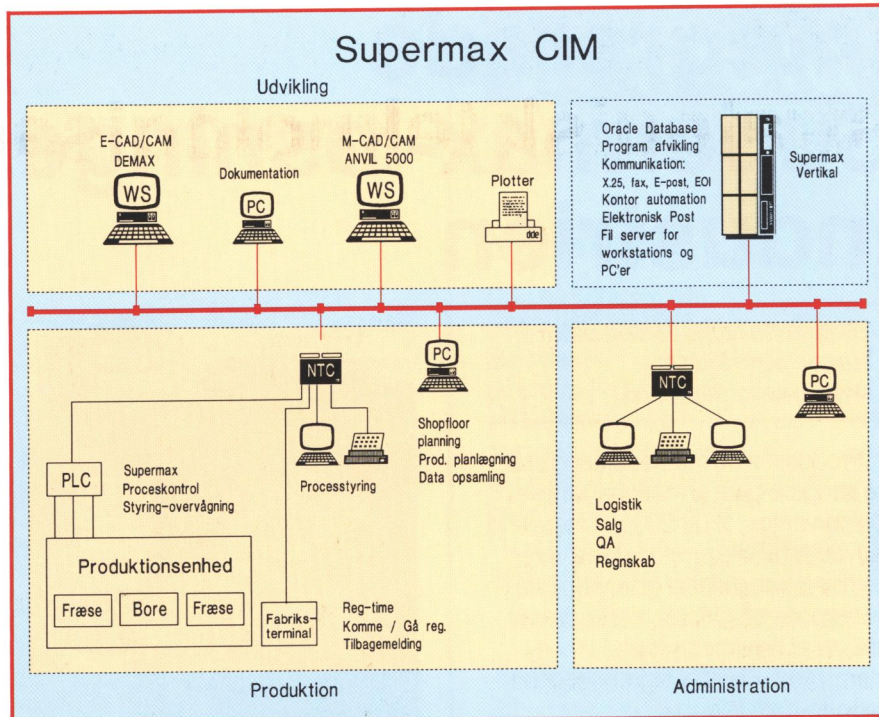 Supermax CIM
Udvikling
E-CAD/CAM
DEMAX
WS
Dokumentation
PC
M-CAD/CAM
ANVIL 5000
WS
Plotter
dde
Oracle Database
Program afvikling
Kommunikation:
X.25, fax, E-post, EOI
Kontor automation
Elektronisk Post
Fil server for
workstations og
PC'er
Supermax
Vertikal
NTC
PLC
Supermax
Proceskontrol
Styring-overvågning
Processtyring
PC
Shopfloor
planning
Prod. planlægning
Data opsamling
Produktionsenhed
Fræse
Bore
Fræse
Fabriks-
terminal
Reg-time
Komme / Gå reg.
Tilbagemelding
Produktion
NTC
PC
Logistik
Salg
QA
Regnskab
Administration